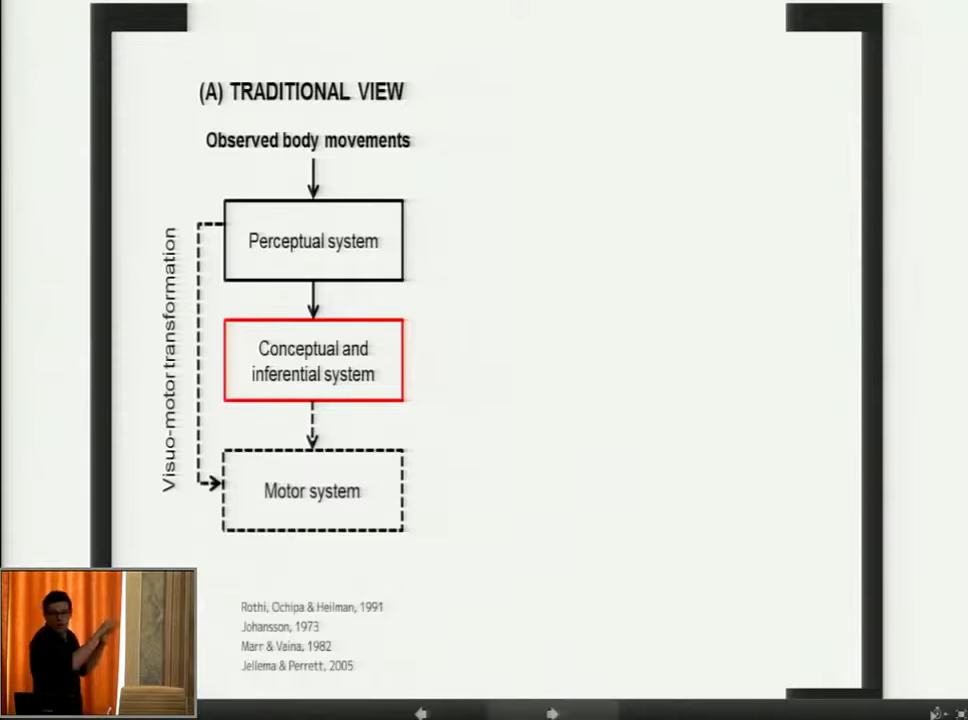 (A) TRADITIONAL VIEW
Observed body movements
Perceptual system
Visuo-motor transformation
Conceptual and
inferential system
Motor system
Rothi, Ochipa & Heilman, 1991
Johansson, 1973
Marr & Vaina, 1982
Jellema & Perrett, 2005